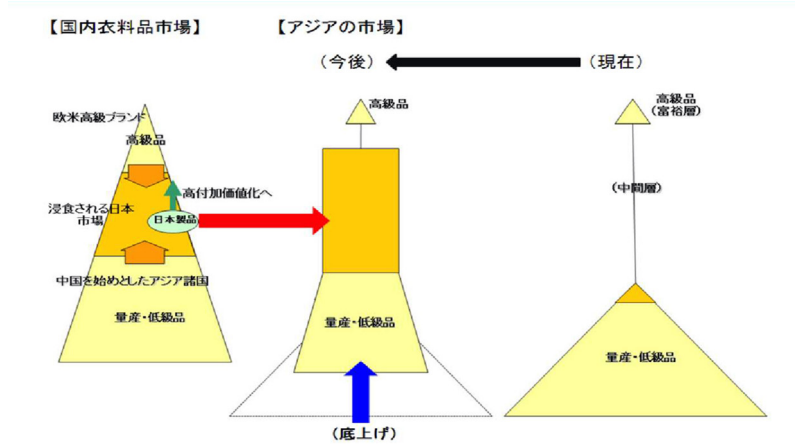 【国内衣料品市場】
【アジアの市場】
（今後）
（現在）
欧米高級ブランド
高級品
浸食される日本
市場
高付加価値化へ
日本製品
中国を始めとしたアジア諸国
量産・低級品
高級品
量産・低級品
（底上げ）
高級品
（富裕層）
（中間層）
量産・低級品